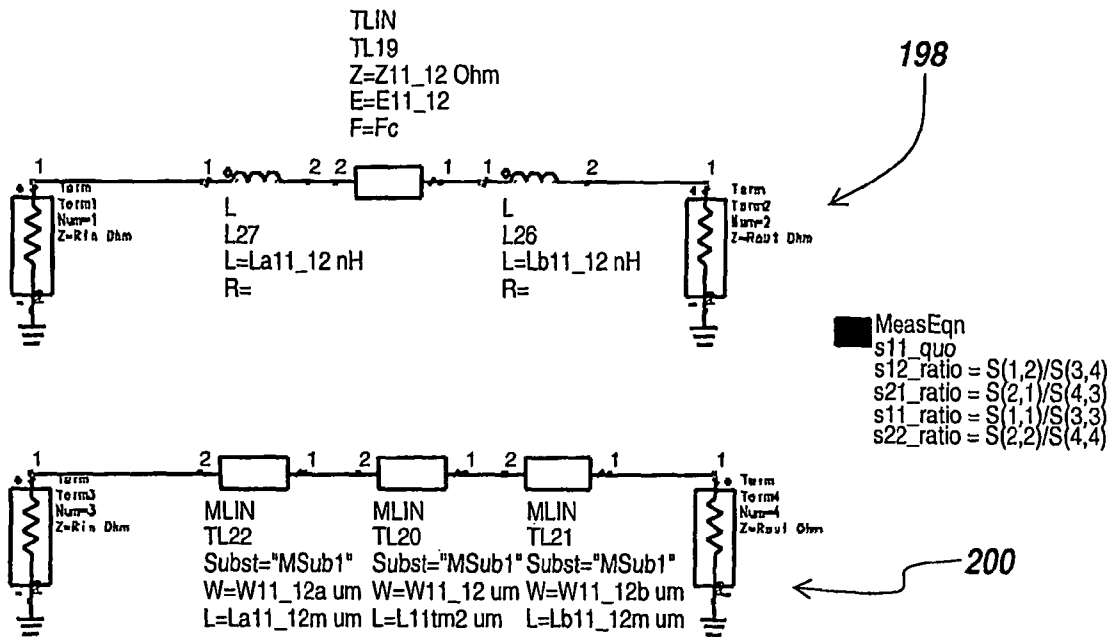 TLIN
TL19
Z=Z11_12 Ohm
E=E11_12
F=Fc
198
1
1
2
2
1
1
2
1
Term
Term1
Num=1
Z=Rin Ohm
L
L27
L=La11_12 nH
R=
L
L26
L=Lb11_12 nH
R=
Term
Term2
Num=2
Z=Rout Ohm
MeasEqn
s11_quo
s12_ratio = S(1,2)/S(3,4)
s21_ratio = S(2,1)/S(4,3)
s11_ratio = S(1,1)/S(3,3)
s22_ratio = S(2,2)/S(4,4)
1
2
1
2
1
2
1
1
Term
Term3
Num=3
Z=Rin Ohm
MLIN
TL22
Subst="MSub1"
W=W11_12a um
L=La11_12m um
MLIN
TL20
Subst="MSub1"
W=W11_12 um
L=L11tm2 um
MLIN
TL21
Subst="MSub1"
W=W11_12b um
L=Lb11_12m um
Term
Term4
Num=4
Z=Rout Ohm
200